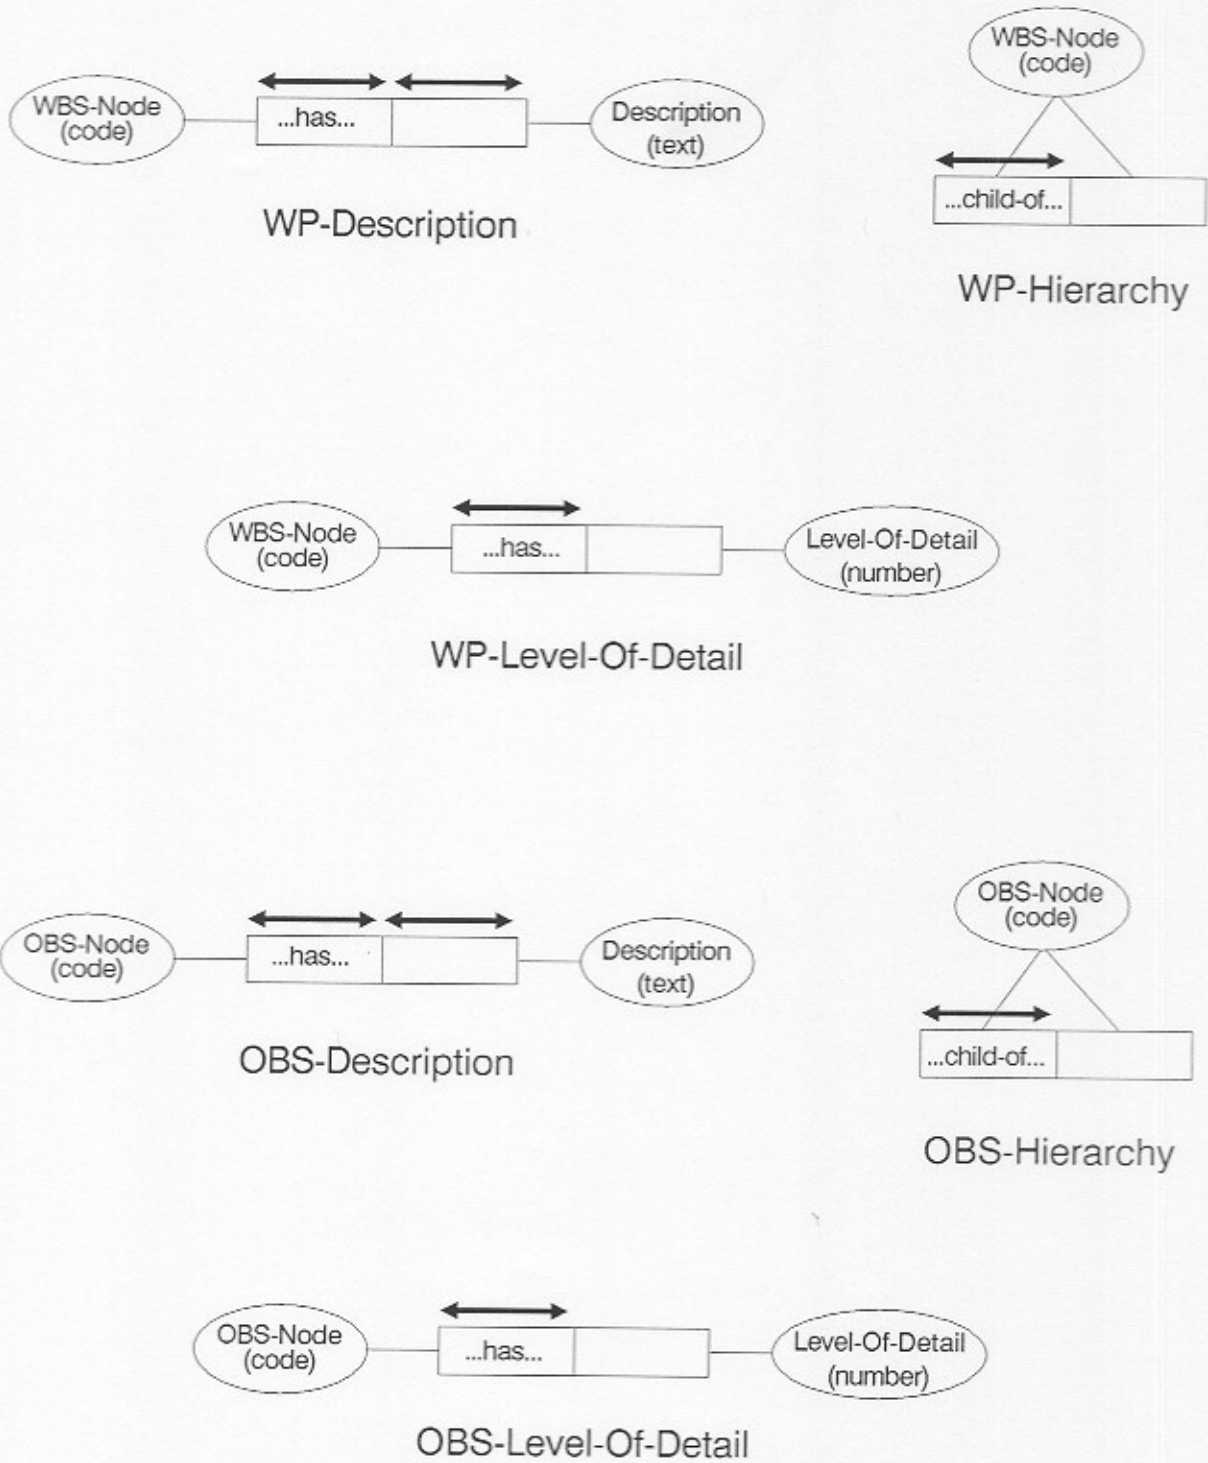 WBS-Node
(code)
...has...
Description
(text)
WP-Description
WBS-Node
(code)
...child-of...
WP-Hierarchy
WBS-Node
(code)
...has...
Level-Of-Detail
(number)
WP-Level-Of-Detail
OBS-Node
(code)
...has...
Description
(text)
OBS-Description
OBS-Node
(code)
...child-of...
OBS-Hierarchy
OBS-Node
(code)
...has...
Level-Of-Detail
(number)
OBS-Level-Of-Detail